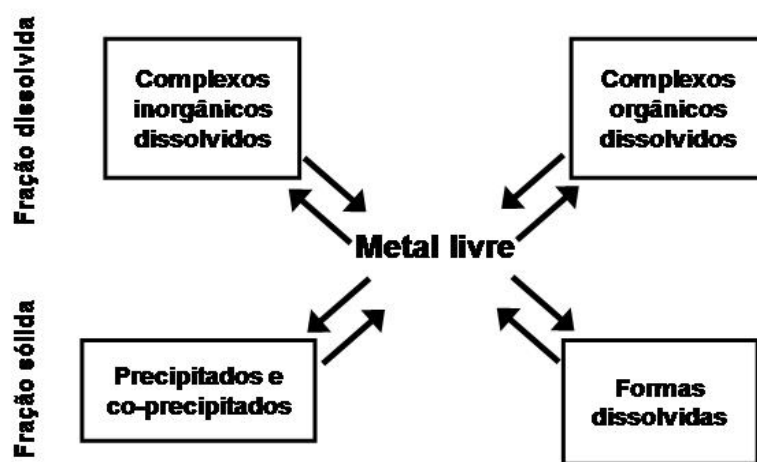 Fração dissolvida
Complexos
inorgânicos
dissolvidos
Complexos
orgânicos
dissolvidos
Metal livre
Fração sólida
Precipitados e
co-precipitados
Formas
dissolvidas